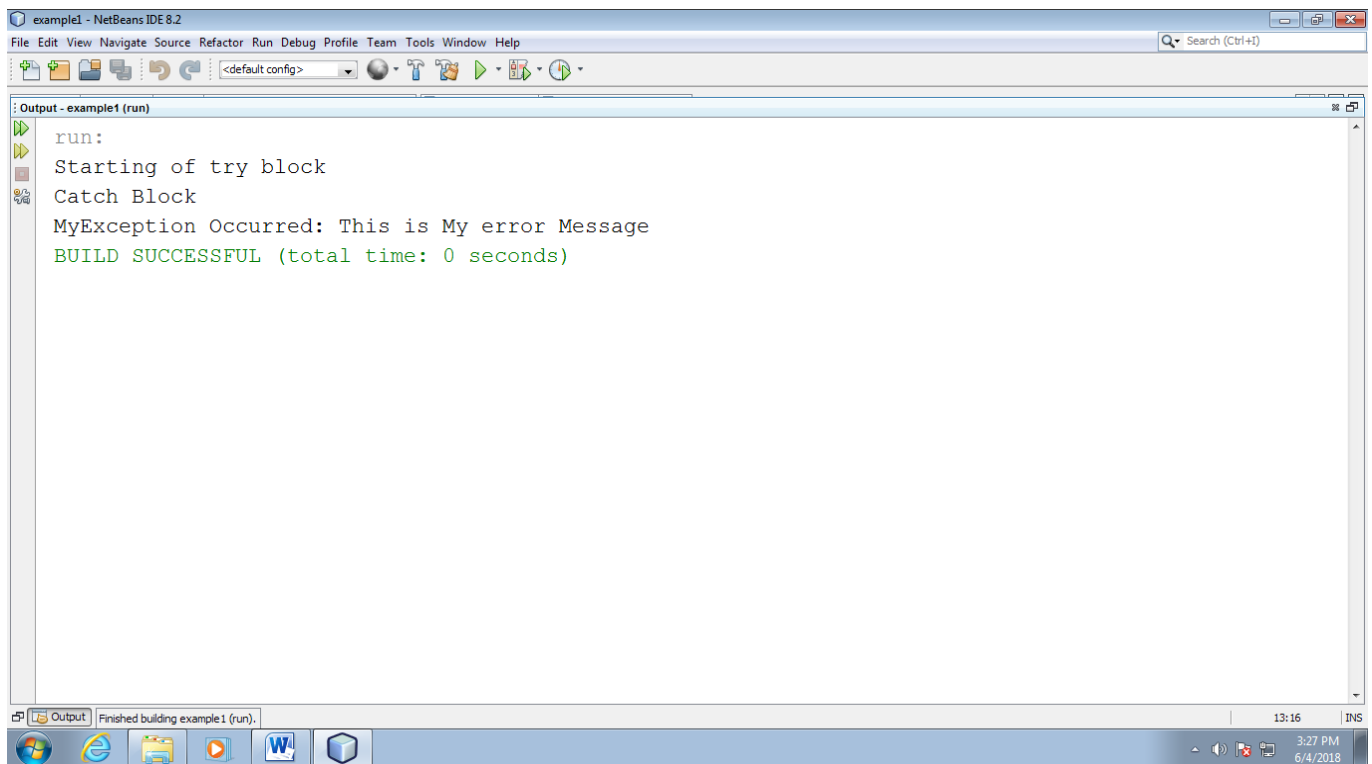 example1 - NetBeans IDE 8.2
File Edit View Navigate Source Refactor Run Debug Profile Team Tools Window Help
Search (Ctrl+I)
<default config>
Output - example1 (run)
run:
Starting of try block
Catch Block
MyException Occurred: This is My error Message
BUILD SUCCESSFUL (total time: 0 seconds)
Output
Finished building example1 (run).
13:16
INS
3:27 PM
6/4/2018